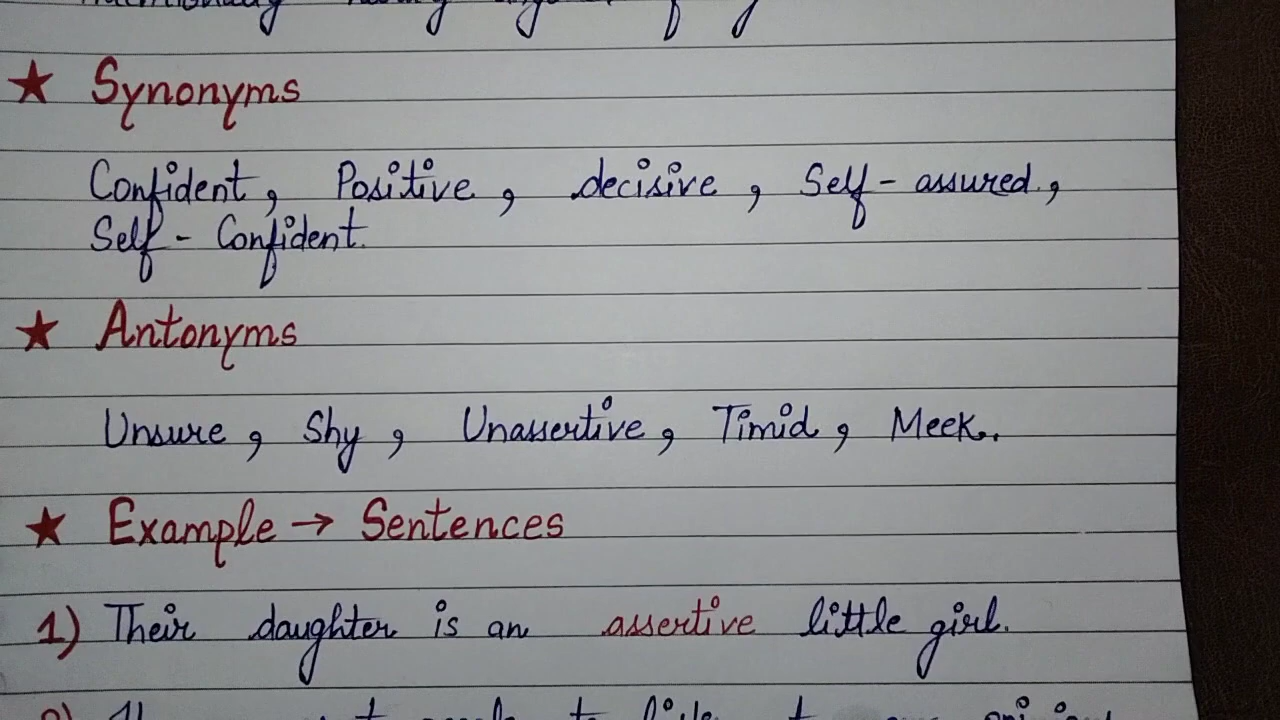 ★ Synonyms
Confident, Positive, decisive, Self-assured,
Self-Confident.
★ Antonyms
Unsure, Shy, Unassertive, Timid, Meek.
★ Example → Sentences
1) Their daughter is an assertive little girl.